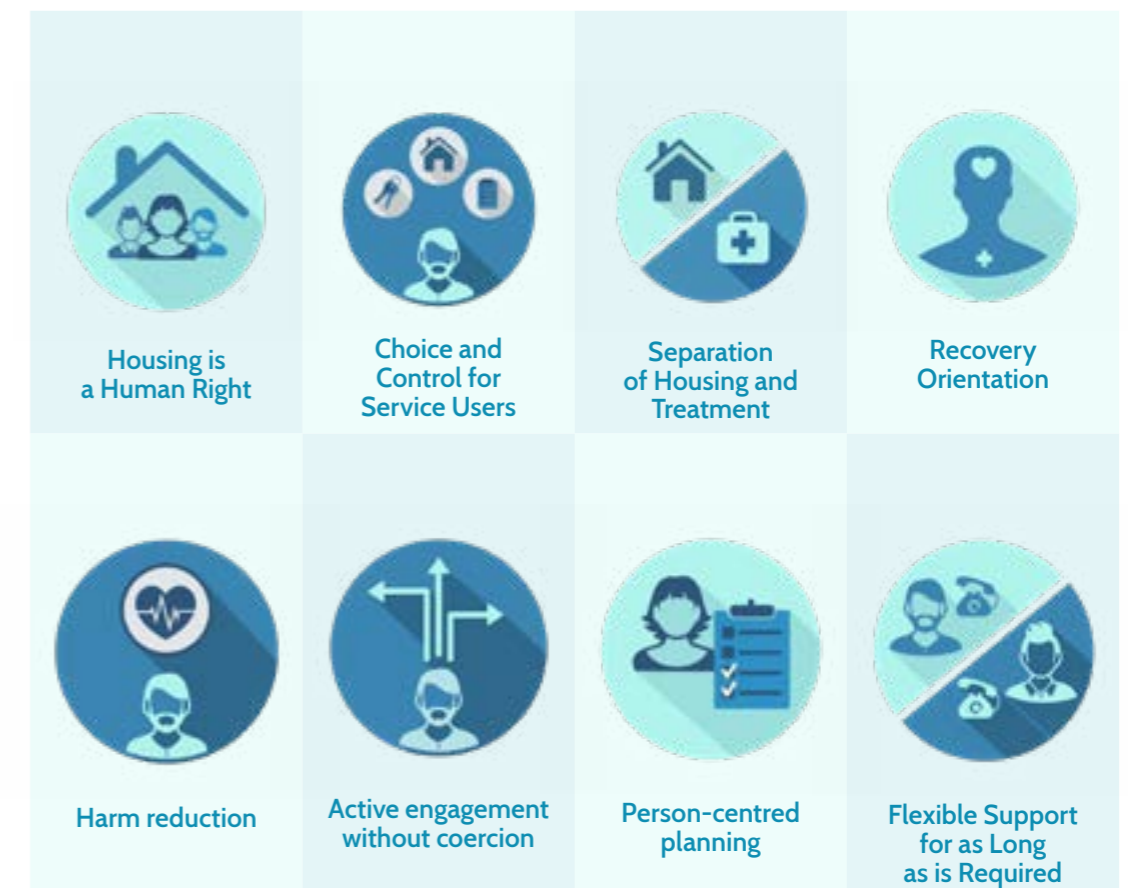 Housing is
a Human Right
Choice and
Control for
Service Users
Separation
of Housing and
Treatment
Recovery
Orientation
Harm reduction
Active engagement
without coercion
Person-centred
planning
Flexible Support
for as Long
as is Required